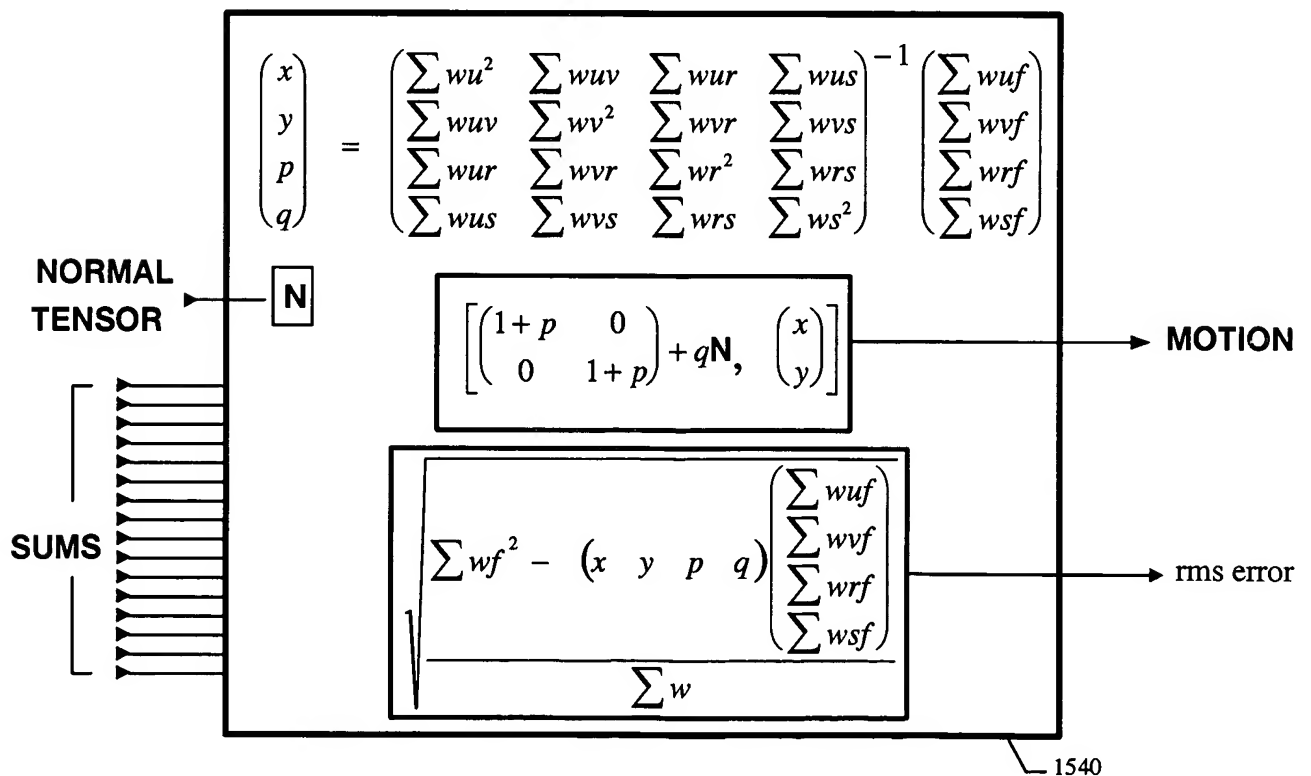 x = ∑ wu² ∑ wuv ∑ wur ∑ wus −1 ∑ wuf
y ∑ wuv ∑ wv² ∑ wvr ∑ wvs ∑ wvf
p ∑ wur ∑ wvr ∑ wr² ∑ wrs ∑ wrf
q ∑ wus ∑ wvs ∑ wrs ∑ ws² ∑ wsf
NORMAL
TENSOR
N
[(1 + p 0
0 1 + p) + qN, (x
y)]
MOTION
SUMS
√ ∑ wf² − (x y p q) (∑ wuf
∑ wvf
∑ wrf
∑ wsf)
∑ w
rms error
1540